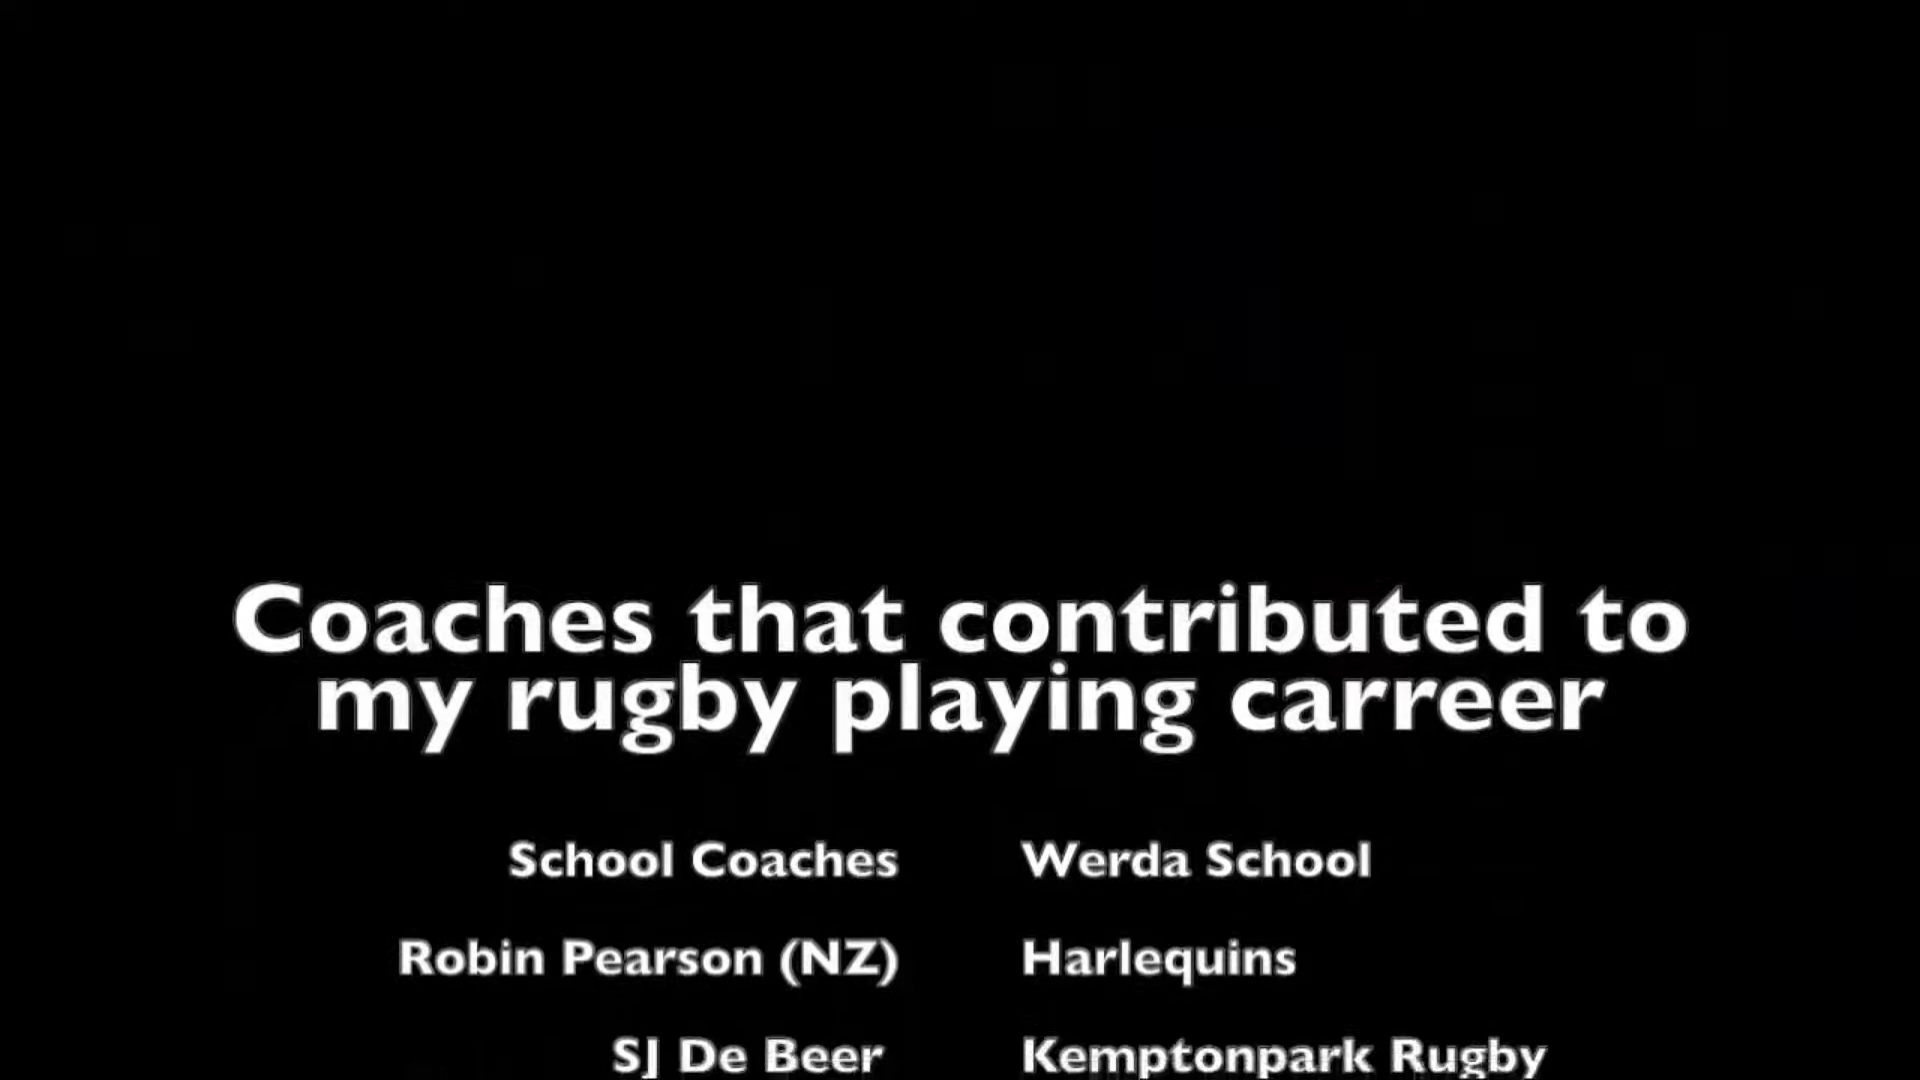 Coaches that contributed to
my rugby playing carreer
School Coaches Werda School
Robin Pearson (NZ) Harlequins
SJ De Beer Kemptonpark Rugby